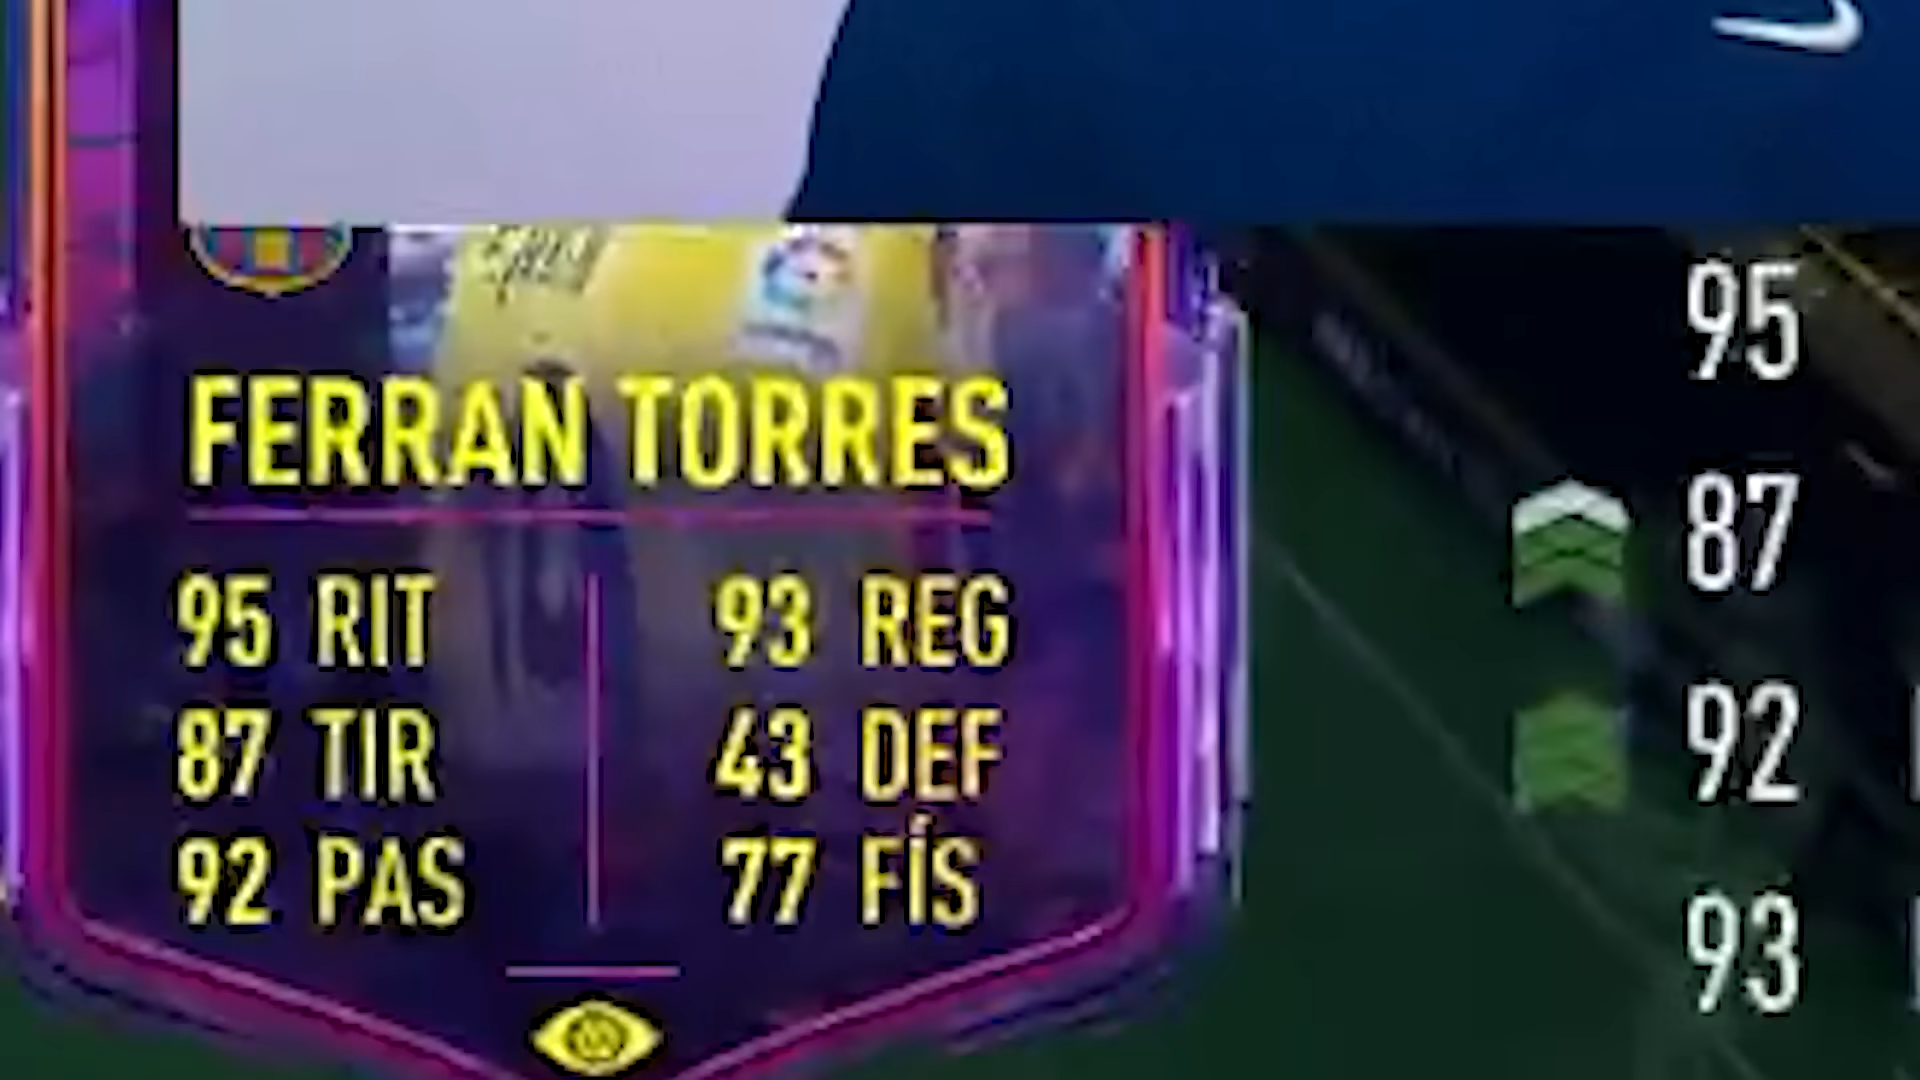 FERRAN TORRES
95 RIT 93 REG
87 TIR 43 DEF
92 PAS 77 FÍS
95
87
92
93